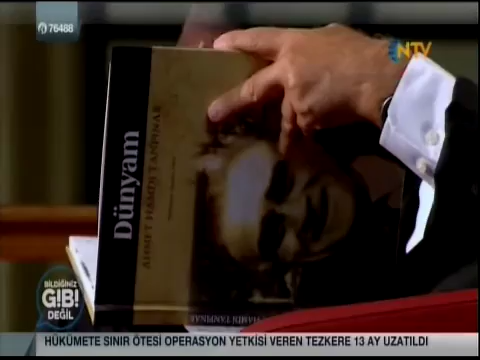 76488
NTV
Dünyam
AHMET HAMDİ TANPINAR
BİLDİĞİNİZ
GİBİ
DEĞİL
HÜKÜMETE SINIR ÖTESİ OPERASYON YETKİSİ VEREN TEZKERE 13 AY UZATILDI